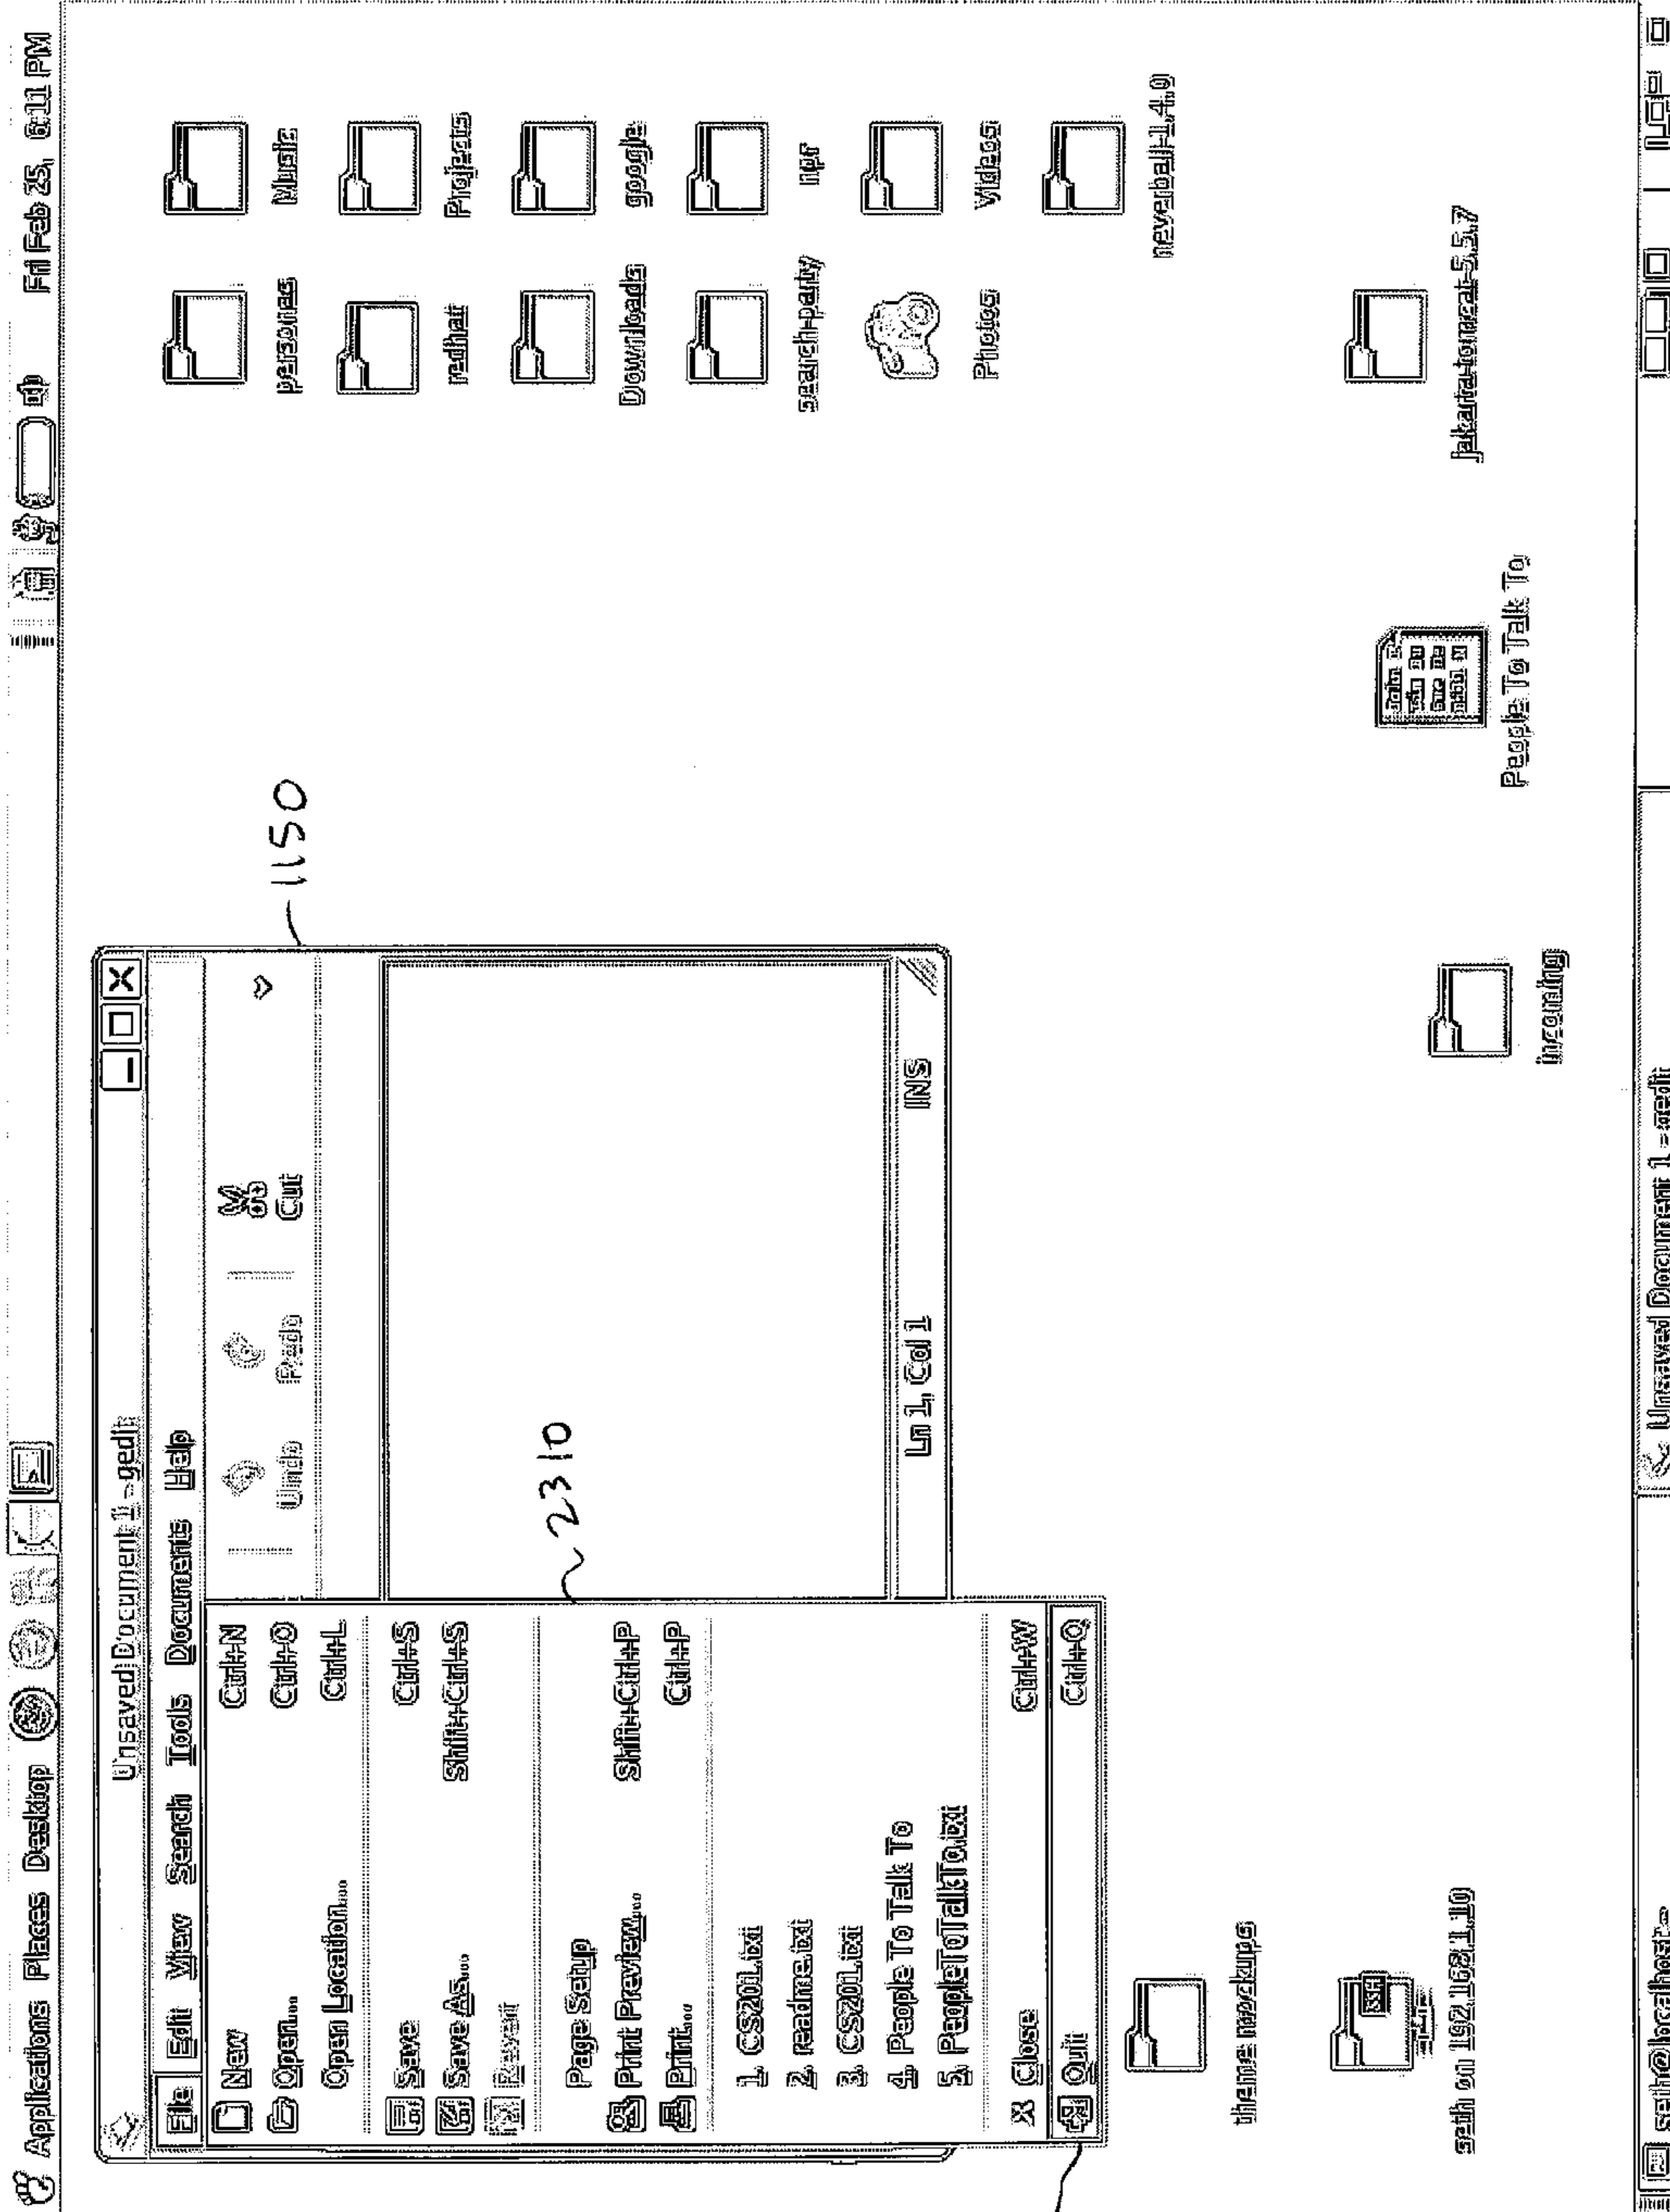 Applications Places Desktop Fri Feb 25, 6:11 PM
Unsaved Document 1 - gedit
File Edit View Search Tools Documents Help
Undo Redo Cut
1150
New Ctrl+N
Open... Ctrl+O
Open Location... Ctrl+L
Save Ctrl+S
Save As... Shift+Ctrl+S
Revert
Page Setup
Print Preview... Shift+Ctrl+P
Print... Ctrl+P
2310
1. CS201.txt
2. readme.txt
3. CS201.txt
4. People To Talk To
5. PeopleToTalkTo.txt
Close Ctrl+W
Quit Ctrl+Q
Ln 1, Col 1 INS
persones Music
redhat Projects
Downloads google
search-party npr
Photos Videos
neverball-1.4.0
theme mockups
seth on 192.168.1.10
SSH
incoming
People To Talk To
jakarta-tomcat-5.5.7
seth@localhost:~
Unsaved Document 1 - gedit